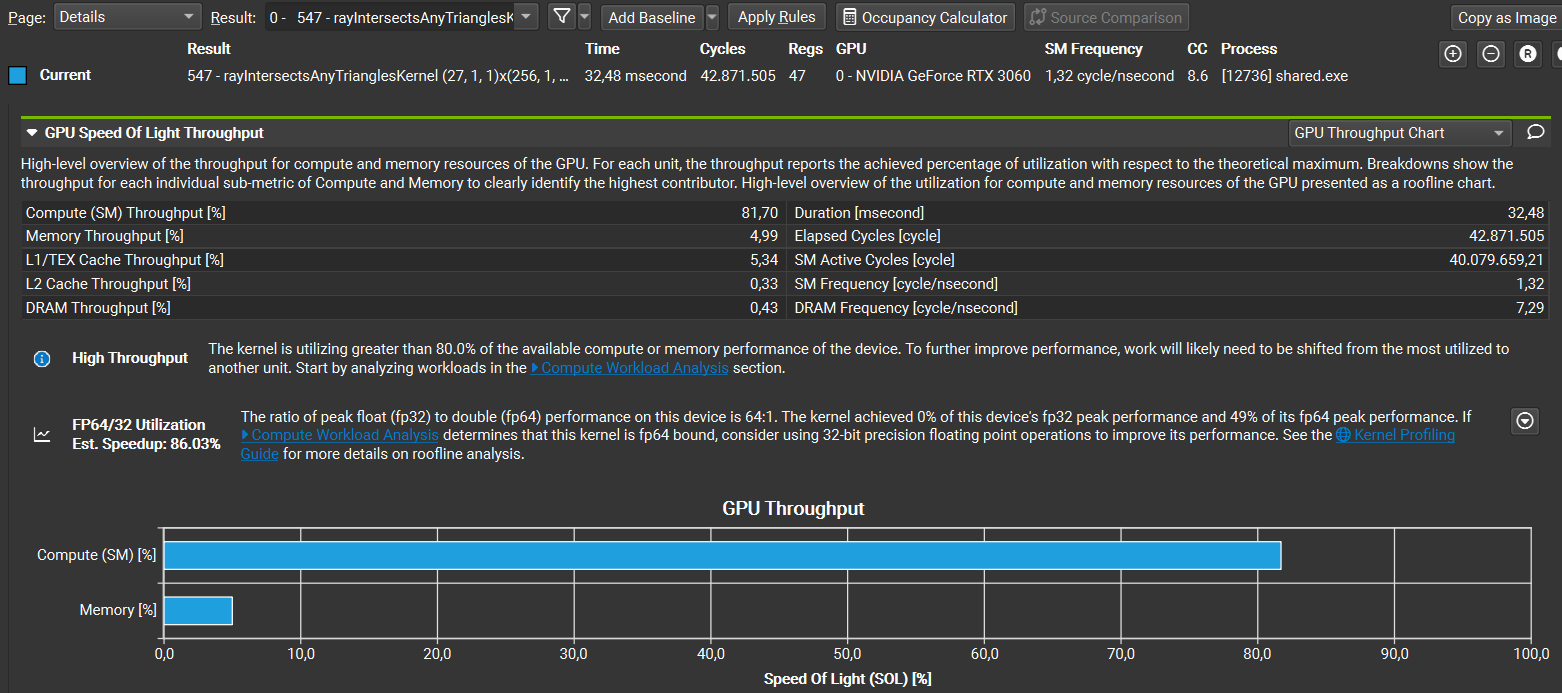 Page: Details Result: 0 - 547 - rayIntersectsAnyTrianglesK Add Baseline Apply Rules Occupancy Calculator Source Comparison Copy as Image
Result Time Cycles Regs GPU SM Frequency CC Process
Current 547 - rayIntersectsAnyTrianglesKernel (27, 1, 1)x(256, 1, ... 32,48 msecond 42.871.505 47 0 - NVIDIA GeForce RTX 3060 1,32 cycle/nsecond 8.6 [12736] shared.exe
R
GPU Speed Of Light Throughput GPU Throughput Chart
High-level overview of the throughput for compute and memory resources of the GPU. For each unit, the throughput reports the achieved percentage of utilization with respect to the theoretical maximum. Breakdowns show the
throughput for each individual sub-metric of Compute and Memory to clearly identify the highest contributor. High-level overview of the utilization for compute and memory resources of the GPU presented as a roofline chart.
Compute (SM) Throughput [%] 81,70 Duration [msecond] 32,48
Memory Throughput [%] 4,99 Elapsed Cycles [cycle] 42.871.505
L1/TEX Cache Throughput [%] 5,34 SM Active Cycles [cycle] 40.079.659,21
L2 Cache Throughput [%] 0,33 SM Frequency [cycle/nsecond] 1,32
DRAM Throughput [%] 0,43 DRAM Frequency [cycle/nsecond] 7,29
High Throughput The kernel is utilizing greater than 80.0% of the available compute or memory performance of the device. To further improve performance, work will likely need to be shifted from the most utilized to
another unit. Start by analyzing workloads in the Compute Workload Analysis section.
FP64/32 Utilization
Est. Speedup: 86.03%
The ratio of peak float (fp32) to double (fp64) performance on this device is 64:1. The kernel achieved 0% of this device's fp32 peak performance and 49% of its fp64 peak performance. If
Compute Workload Analysis determines that this kernel is fp64 bound, consider using 32-bit precision floating point operations to improve its performance. See the Kernel Profiling
Guide for more details on roofline analysis.
GPU Throughput
Compute (SM) [%]
Memory [%]
0,0 10,0 20,0 30,0 40,0 50,0 60,0 70,0 80,0 90,0 100,0
Speed Of Light (SOL) [%]